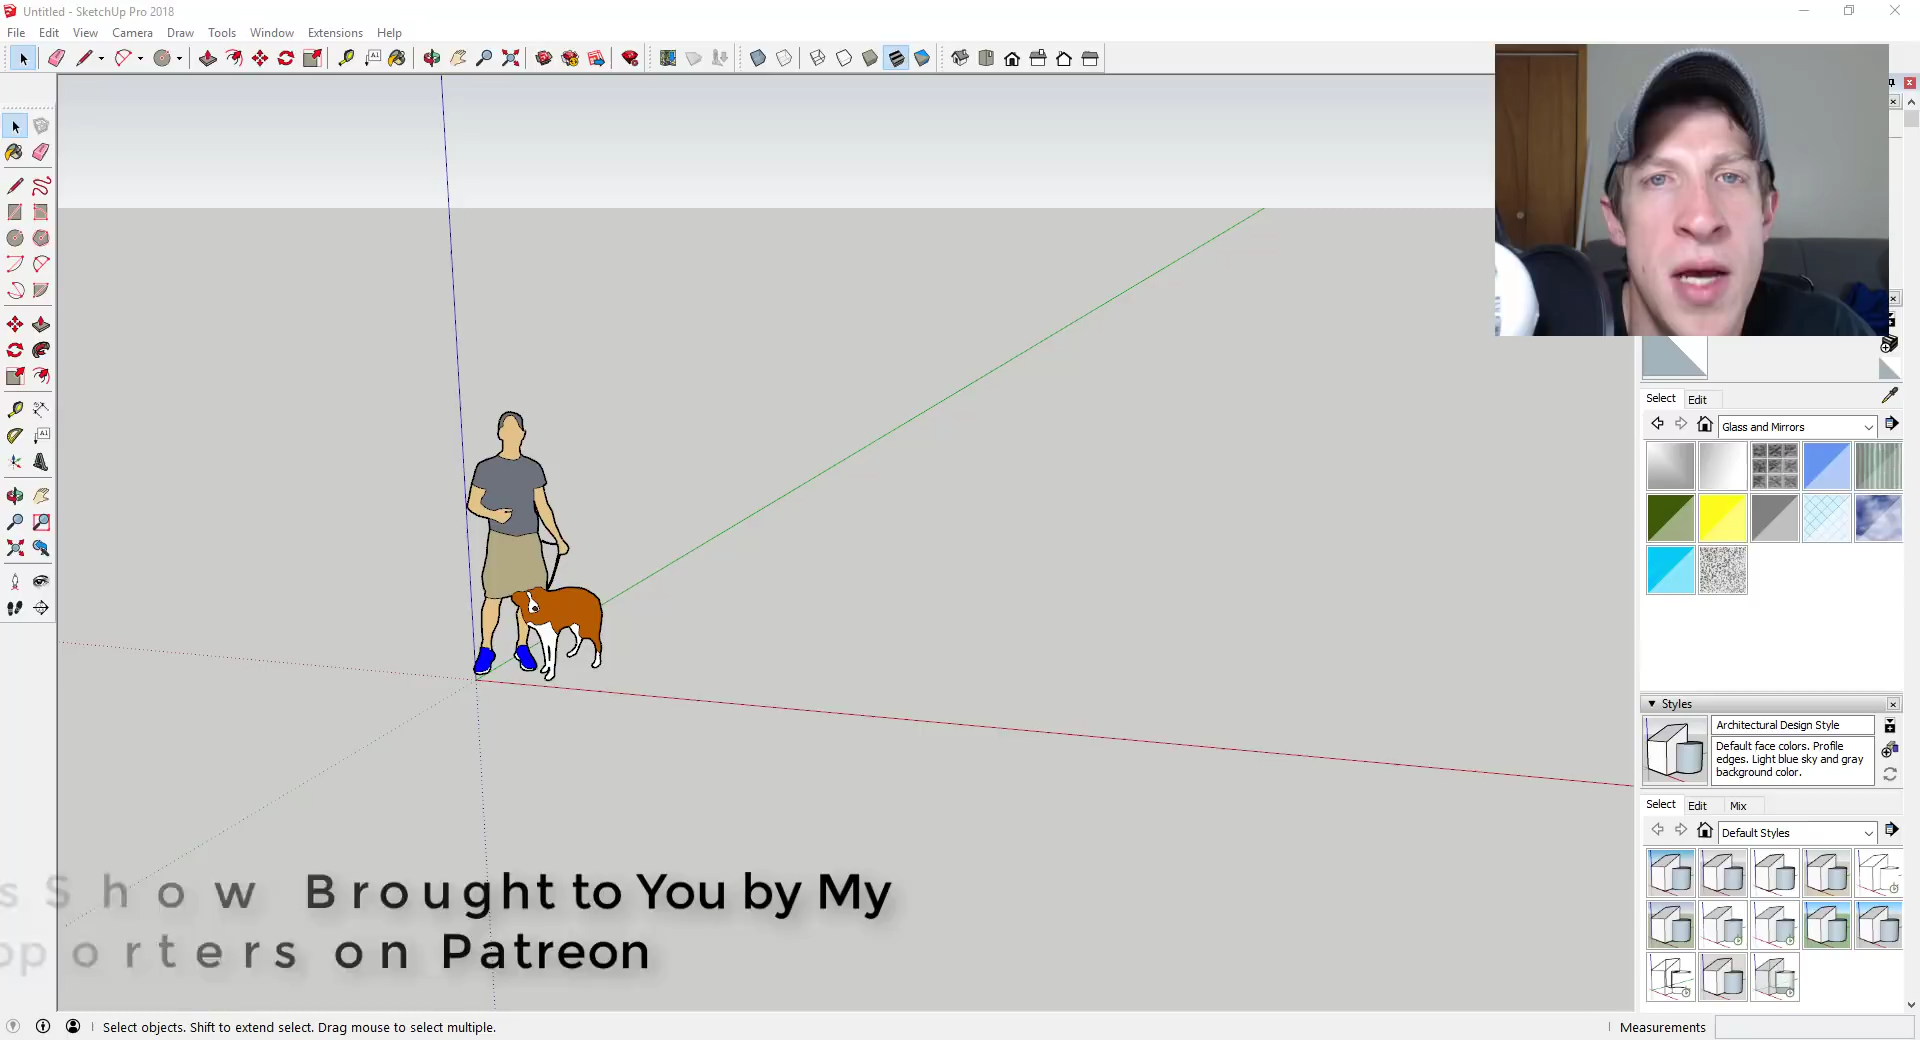 Untitled - SketchUp Pro 2018
File Edit View Camera Draw Tools Window Extensions Help
Select Edit
Glass and Mirrors
Styles
Architectural Design Style
Default face colors. Profile
edges. Light blue sky and gray
background color.
Select Edit Mix
Default Styles
s Show Brought to You by My
pporters on Patreon
Select objects. Shift to extend select. Drag mouse to select multiple.
Measurements